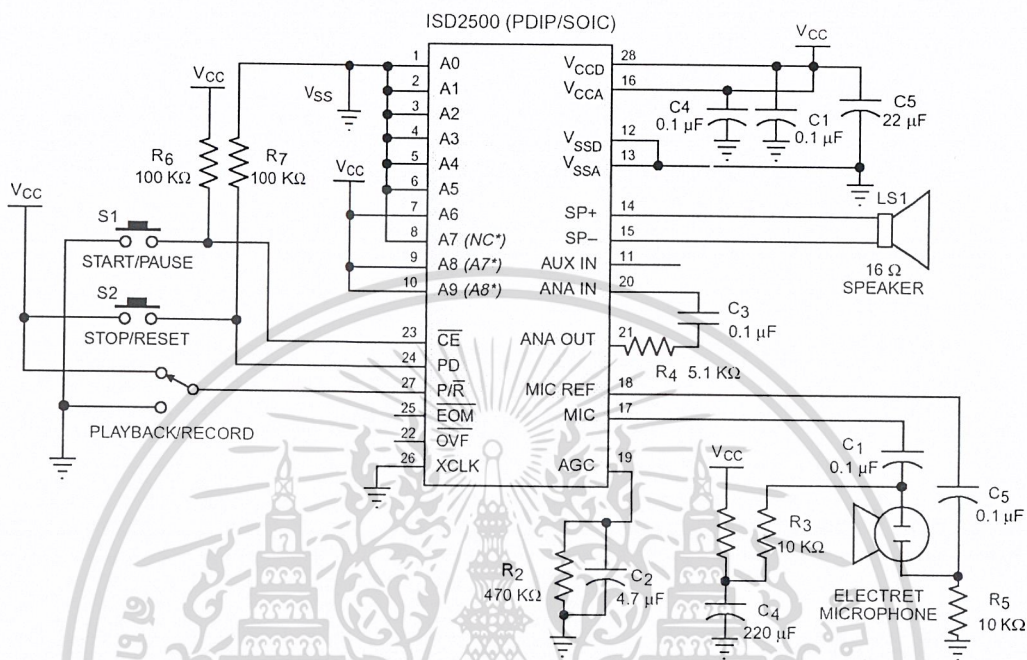 ISD2500 (PDIP/SOIC)
VCC
VSS
R6
100 KΩ
R7
100 KΩ
VCC
VCC
S1
START/PAUSE
S2
STOP/RESET
PLAYBACK/RECORD
1 A0
2 A1
3 A2
4 A3
5 A4
6 A5
7 A6
8 A7 (NC*)
9 A8 (A7*)
10 A9 (A8*)
23 CE
24 PD
27 P/R
25 EOM
22 OVF
26 XCLK
VCCD 28
VCCA 16
VSSD 12
VSSA 13
SP+ 14
SP– 15
AUX IN 11
ANA IN 20
ANA OUT 21
MIC REF 18
MIC 17
AGC 19
VCC
C4
0.1 µF
C1
0.1 µF
C5
22 µF
LS1
16 Ω
SPEAKER
C3
0.1 µF
R4 5.1 KΩ
C1
0.1 µF
C5
0.1 µF
VCC
R3
10 KΩ
C4
220 µF
ELECTRET
MICROPHONE
R5
10 KΩ
R2
470 KΩ
C2
4.7 µF